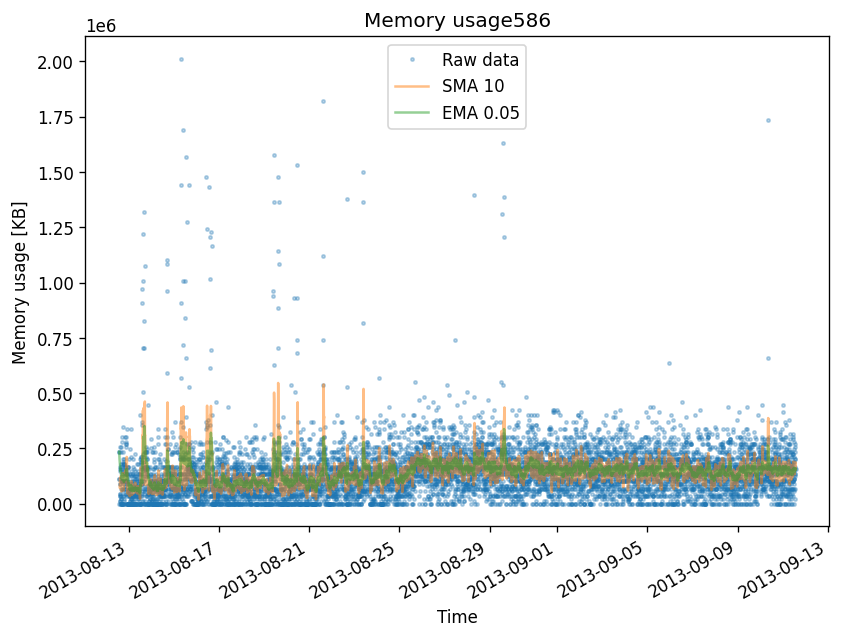 Memory usage586
1e6
Raw data
SMA 10
EMA 0.05
2.00
1.75
1.50
1.25
1.00
0.75
0.50
0.25
0.00
Memory usage [KB]
2013-08-13
2013-08-17
2013-08-21
2013-08-25
2013-08-29
2013-09-01
2013-09-05
2013-09-09
2013-09-13
Time